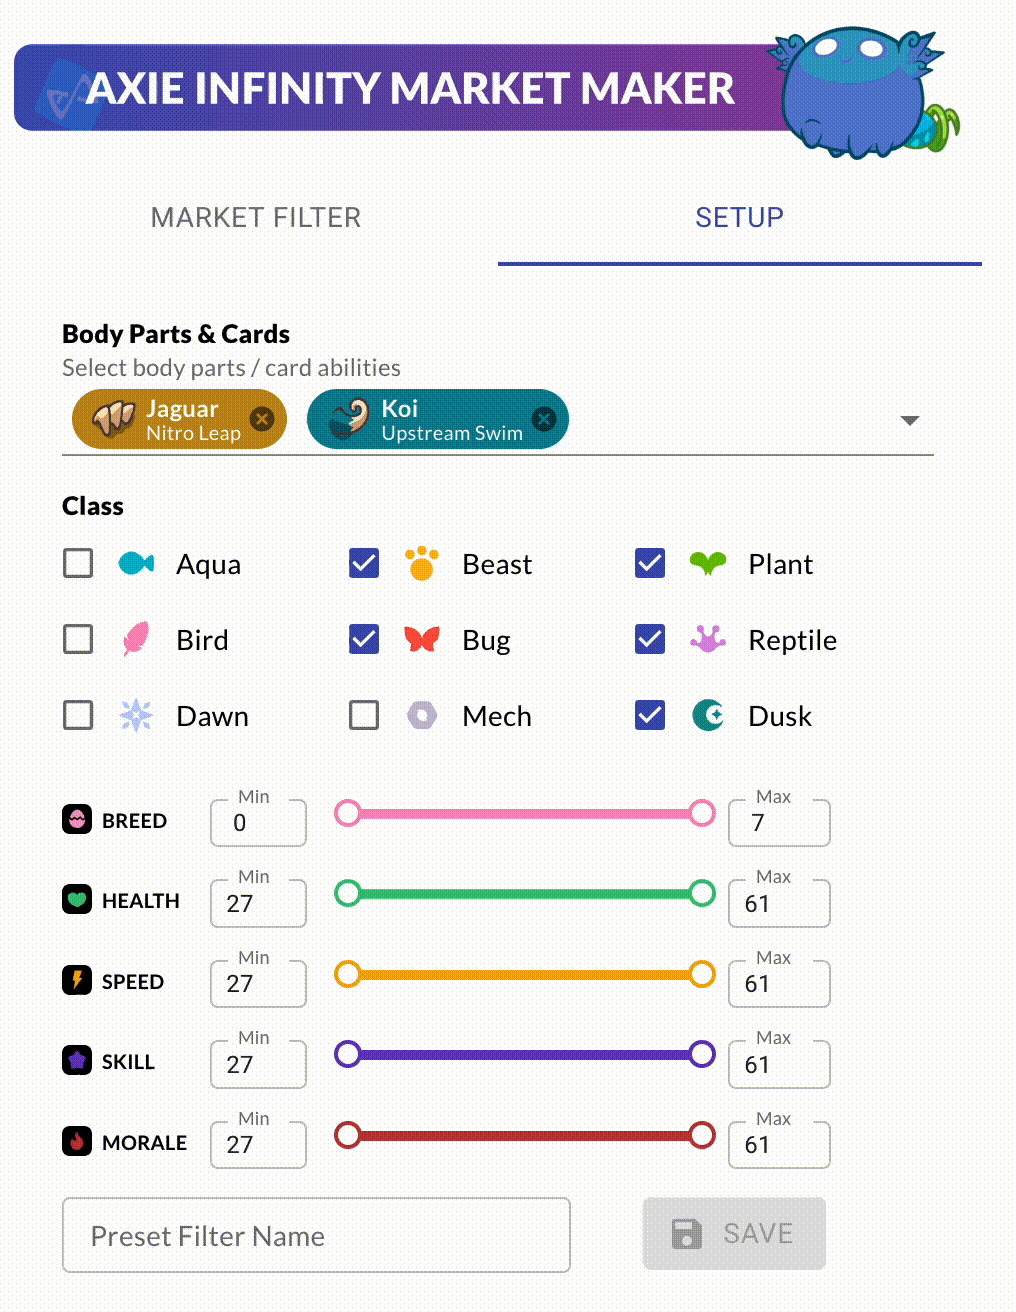 AXIE INFINITY MARKET MAKER
MARKET FILTER SETUP
Body Parts & Cards
Select body parts / card abilities
Jaguar
Nitro Leap
Koi
Upstream Swim
Class
Aqua Beast Plant
Bird Bug Reptile
Dawn Mech Dusk
BREED Min 0 Max 7
HEALTH Min 27 Max 61
SPEED Min 27 Max 61
SKILL Min 27 Max 61
MORALE Min 27 Max 61
Preset Filter Name SAVE